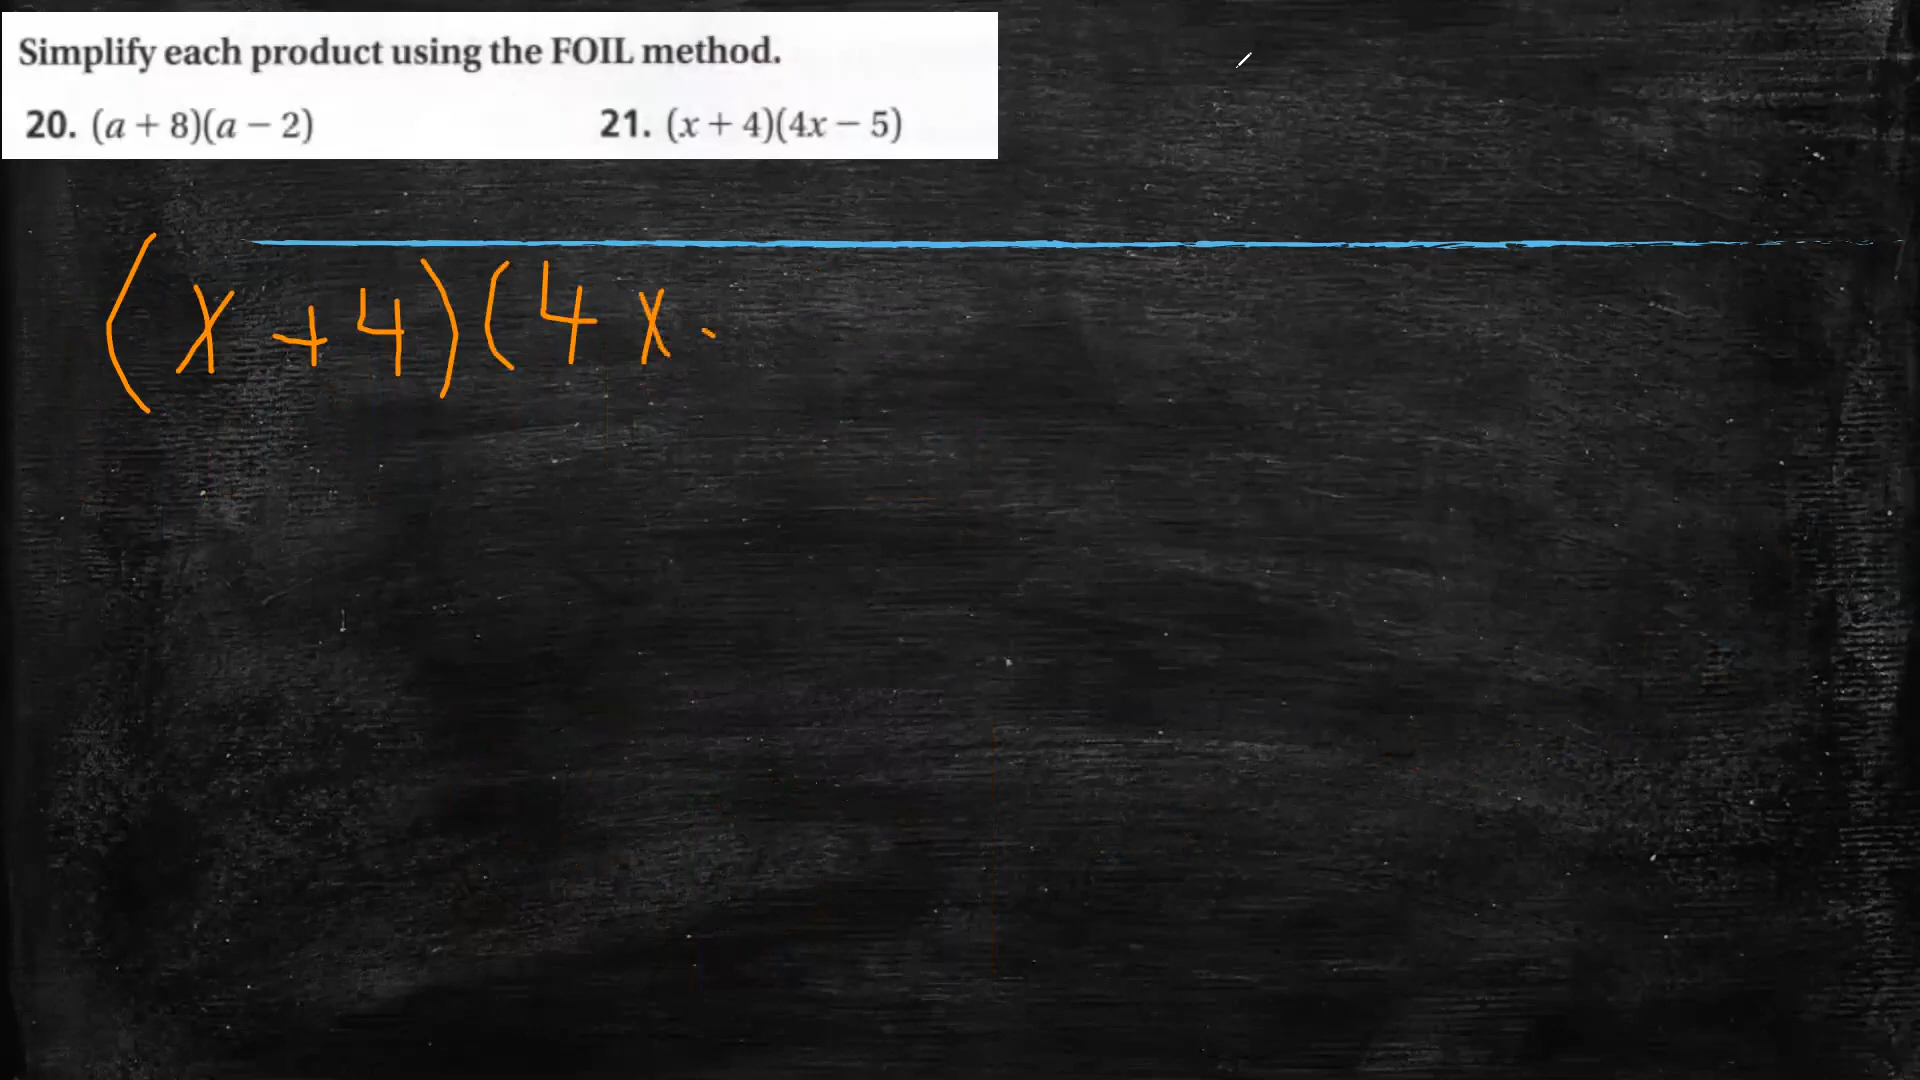 Simplify each product using the FOIL method.
20. (a + 8)(a − 2) 21. (x + 4)(4x − 5)
(x + 4)(4x